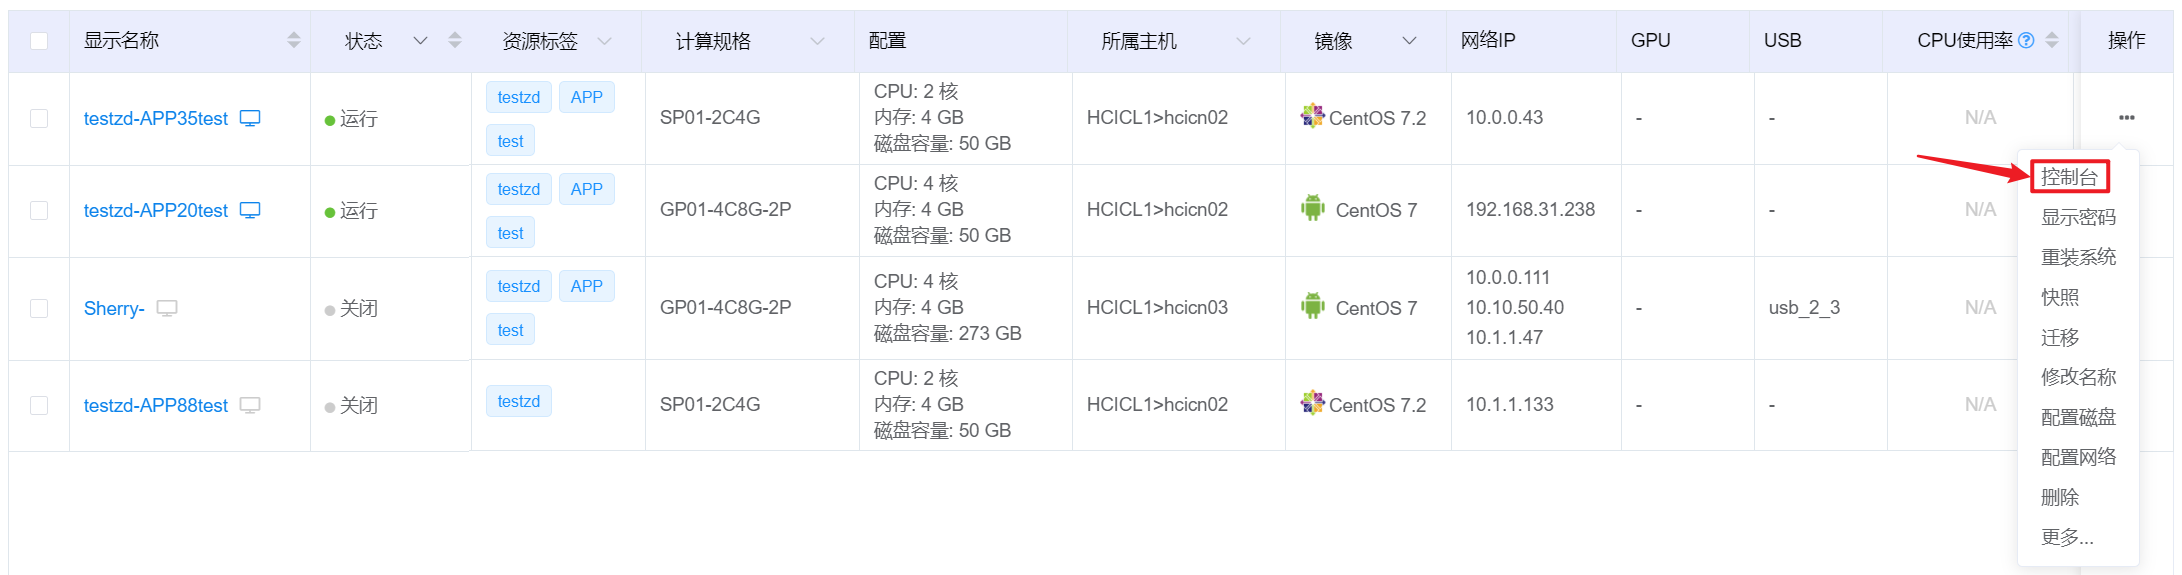 显示名称 状态 资源标签 计算规格 配置 所属主机 镜像 网络IP GPU USB CPU使用率 ? 操作
testzd-APP35test 运行 testzd APP test SP01-2C4G CPU: 2 核 内存: 4 GB 磁盘容量: 50 GB HCICL1>hcicn02 CentOS 7.2 10.0.0.43 - - N/A •••
testzd-APP20test 运行 testzd APP test GP01-4C8G-2P CPU: 4 核 内存: 4 GB 磁盘容量: 50 GB HCICL1>hcicn02 CentOS 7 192.168.31.238 - - N/A
Sherry- 关闭 testzd APP test GP01-4C8G-2P CPU: 4 核 内存: 4 GB 磁盘容量: 273 GB HCICL1>hcicn03 CentOS 7 10.0.0.111 10.10.50.40 10.1.1.47 - usb_2_3 N/A
testzd-APP88test 关闭 testzd SP01-2C4G CPU: 2 核 内存: 4 GB 磁盘容量: 50 GB HCICL1>hcicn02 CentOS 7.2 10.1.1.133 - - N/A
控制台
显示密码
重装系统
快照
迁移
修改名称
配置磁盘
配置网络
删除
更多...